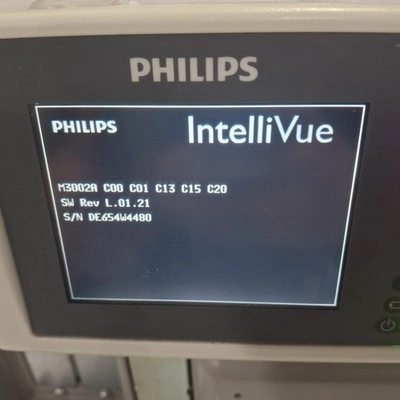 PHILIPS
PHILIPS IntelliVue
M3002A C00 C01 C13 C15 C20
SW Rev L.01.21
S/N DE654W4480